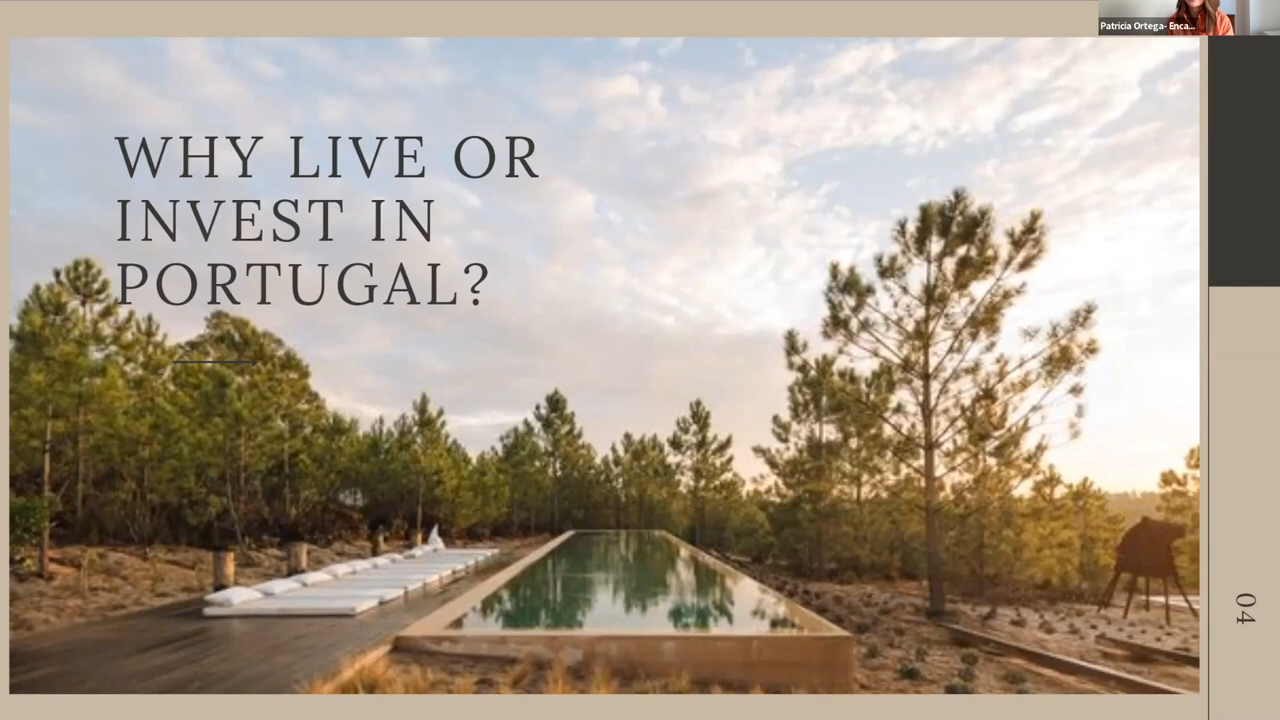 Patricia Ortega- Enca...
WHY LIVE OR
INVEST IN
PORTUGAL?
04